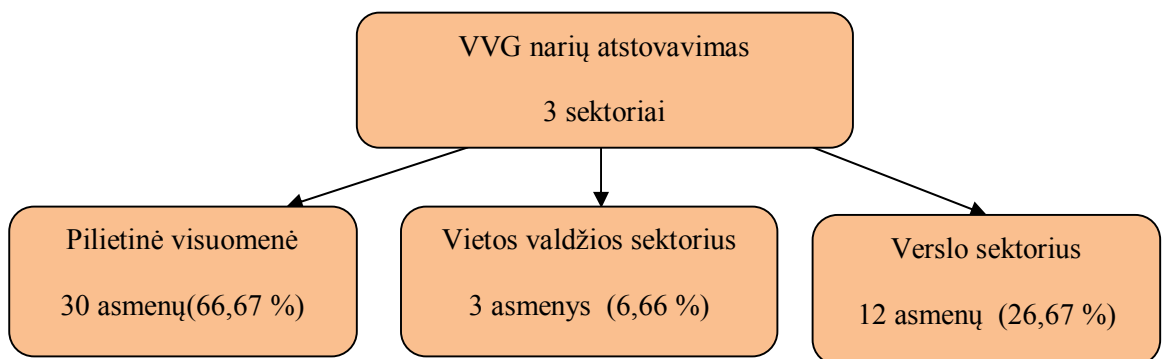 VVG narių atstovavimas
3 sektoriai
Pilietinė visuomenė
30 asmenų(66,67 %)
Vietos valdžios sektorius
3 asmenys (6,66 %)
Verslo sektorius
12 asmenų (26,67 %)